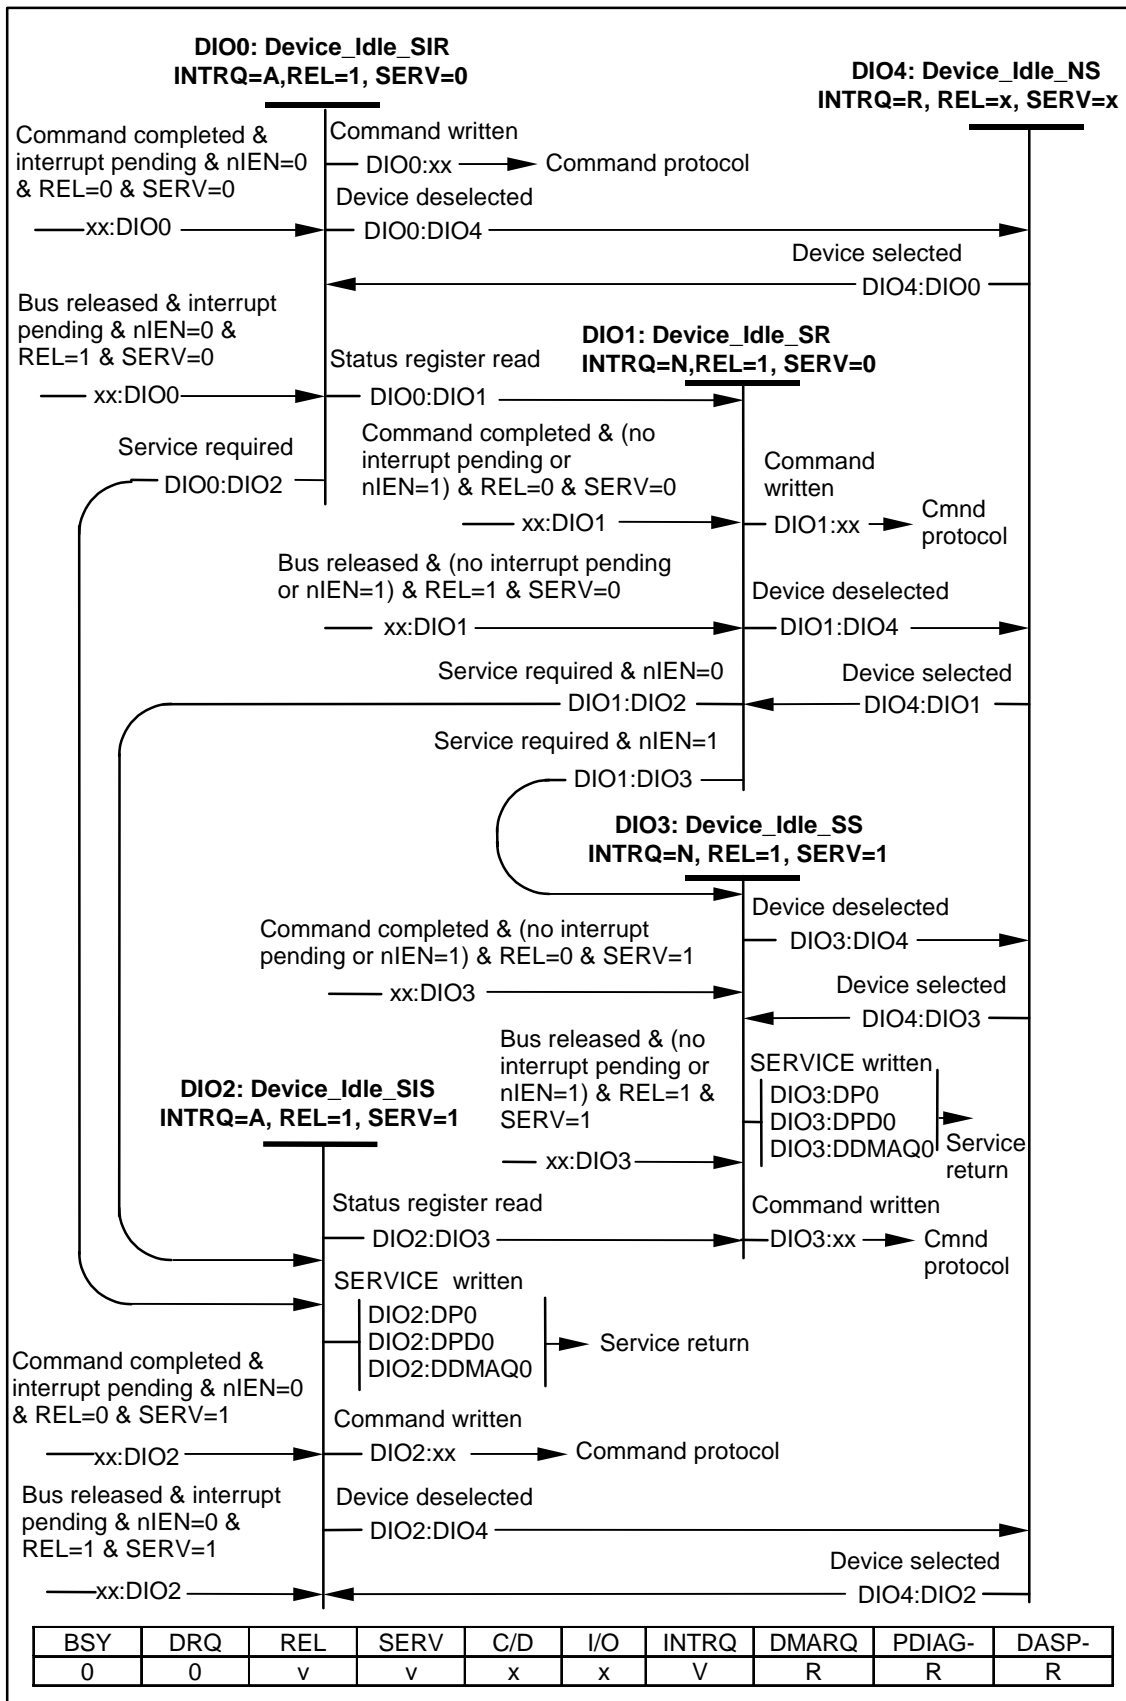 DIO0: Device_Idle_SIR
INTRQ=A,REL=1, SERV=0
DIO4: Device_Idle_NS
INTRQ=R, REL=x, SERV=x
Command completed &
interrupt pending & nIEN=0
& REL=0 & SERV=0
xx:DIO0
Command written
DIO0:xx
Command protocol
Device deselected
DIO0:DIO4
Device selected
DIO4:DIO0
Bus released & interrupt
pending & nIEN=0 &
REL=1 & SERV=0
xx:DIO0
DIO1: Device_Idle_SR
INTRQ=N,REL=1, SERV=0
Status register read
DIO0:DIO1
Service required
DIO0:DIO2
Command completed & (no
interrupt pending or
nIEN=1) & REL=0 & SERV=0
xx:DIO1
Command
written
DIO1:xx
Cmnd
protocol
Bus released & (no interrupt pending
or nIEN=1) & REL=1 & SERV=0
xx:DIO1
Device deselected
DIO1:DIO4
Service required & nIEN=0
DIO1:DIO2
Device selected
DIO4:DIO1
Service required & nIEN=1
DIO1:DIO3
DIO3: Device_Idle_SS
INTRQ=N, REL=1, SERV=1
Device deselected
DIO3:DIO4
Command completed & (no interrupt
pending or nIEN=1) & REL=0 & SERV=1
xx:DIO3
Device selected
DIO4:DIO3
Bus released & (no
interrupt pending or
nIEN=1) & REL=1 &
SERV=1
xx:DIO3
SERVICE written
DIO3:DP0
DIO3:DPD0
DIO3:DDMAQ0
Service
return
DIO2: Device_Idle_SIS
INTRQ=A, REL=1, SERV=1
Status register read
DIO2:DIO3
Command written
DIO3:xx
Cmnd
protocol
SERVICE written
DIO2:DP0
DIO2:DPD0
DIO2:DDMAQ0
Service return
Command completed &
interrupt pending & nIEN=0
& REL=0 & SERV=1
xx:DIO2
Command written
DIO2:xx
Command protocol
Bus released & interrupt
pending & nIEN=0 &
REL=1 & SERV=1
xx:DIO2
Device deselected
DIO2:DIO4
Device selected
DIO4:DIO2
BSY DRQ REL SERV C/D I/O INTRQ DMARQ PDIAG- DASP-
0 0 v v x x V R R R